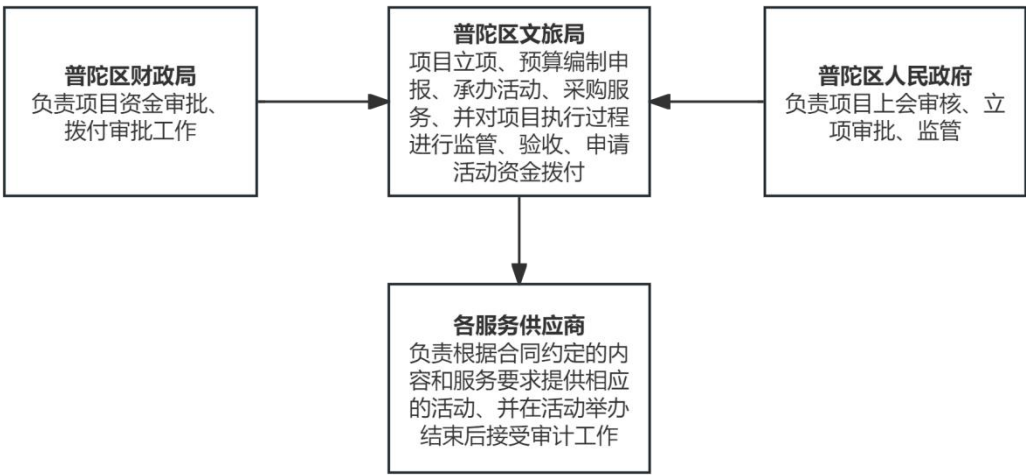 普陀区财政局
负责项目资金审批、
拨付审批工作
普陀区文旅局
项目立项、预算编制申
报、承办活动、采购服
务、并对项目执行过程
进行监管、验收、申请
活动资金拨付
普陀区人民政府
负责项目上会审核、立
项审批、监管
各服务供应商
负责根据合同约定的内
容和服务要求提供相应
的活动、并在活动举办
结束后接受审计工作